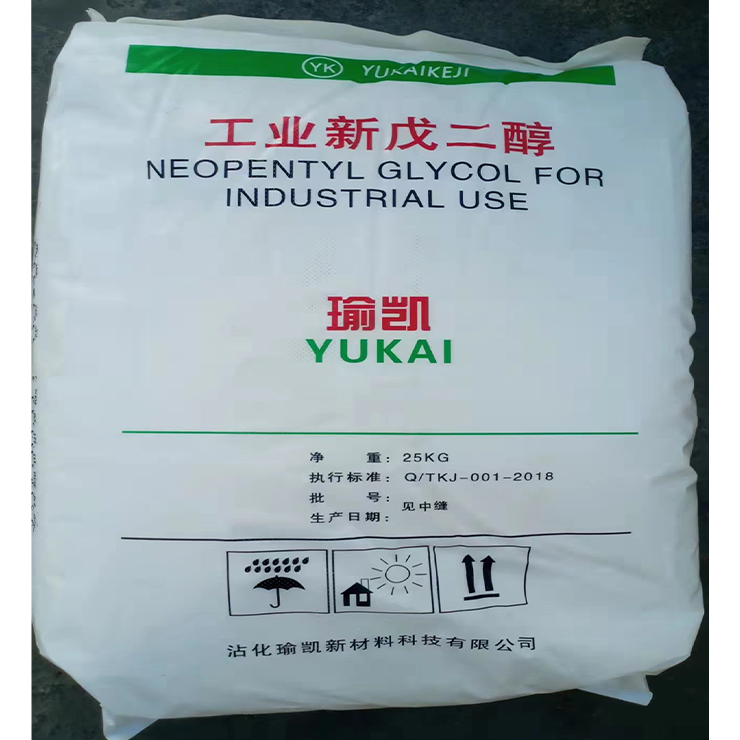 YK YUKAIKEJI
工业新戊二醇
NEOPENTYL GLYCOL FOR
INDUSTRIAL USE
瑜凯
YUKAI
净 重: 25KG
执行标准: Q/TKJ-001-2018
批 号:
生产日期: 见中缝
沾化瑜凯新材料科技有限公司